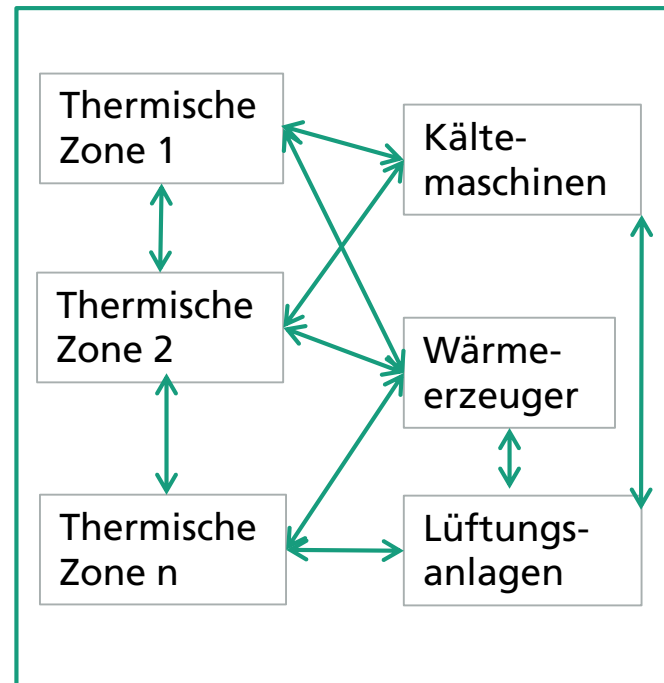 Thermische
Zone 1
Kälte-
maschinen
Thermische
Zone 2
Wärme-
erzeuger
Thermische
Zone n
Lüftungs-
anlagen